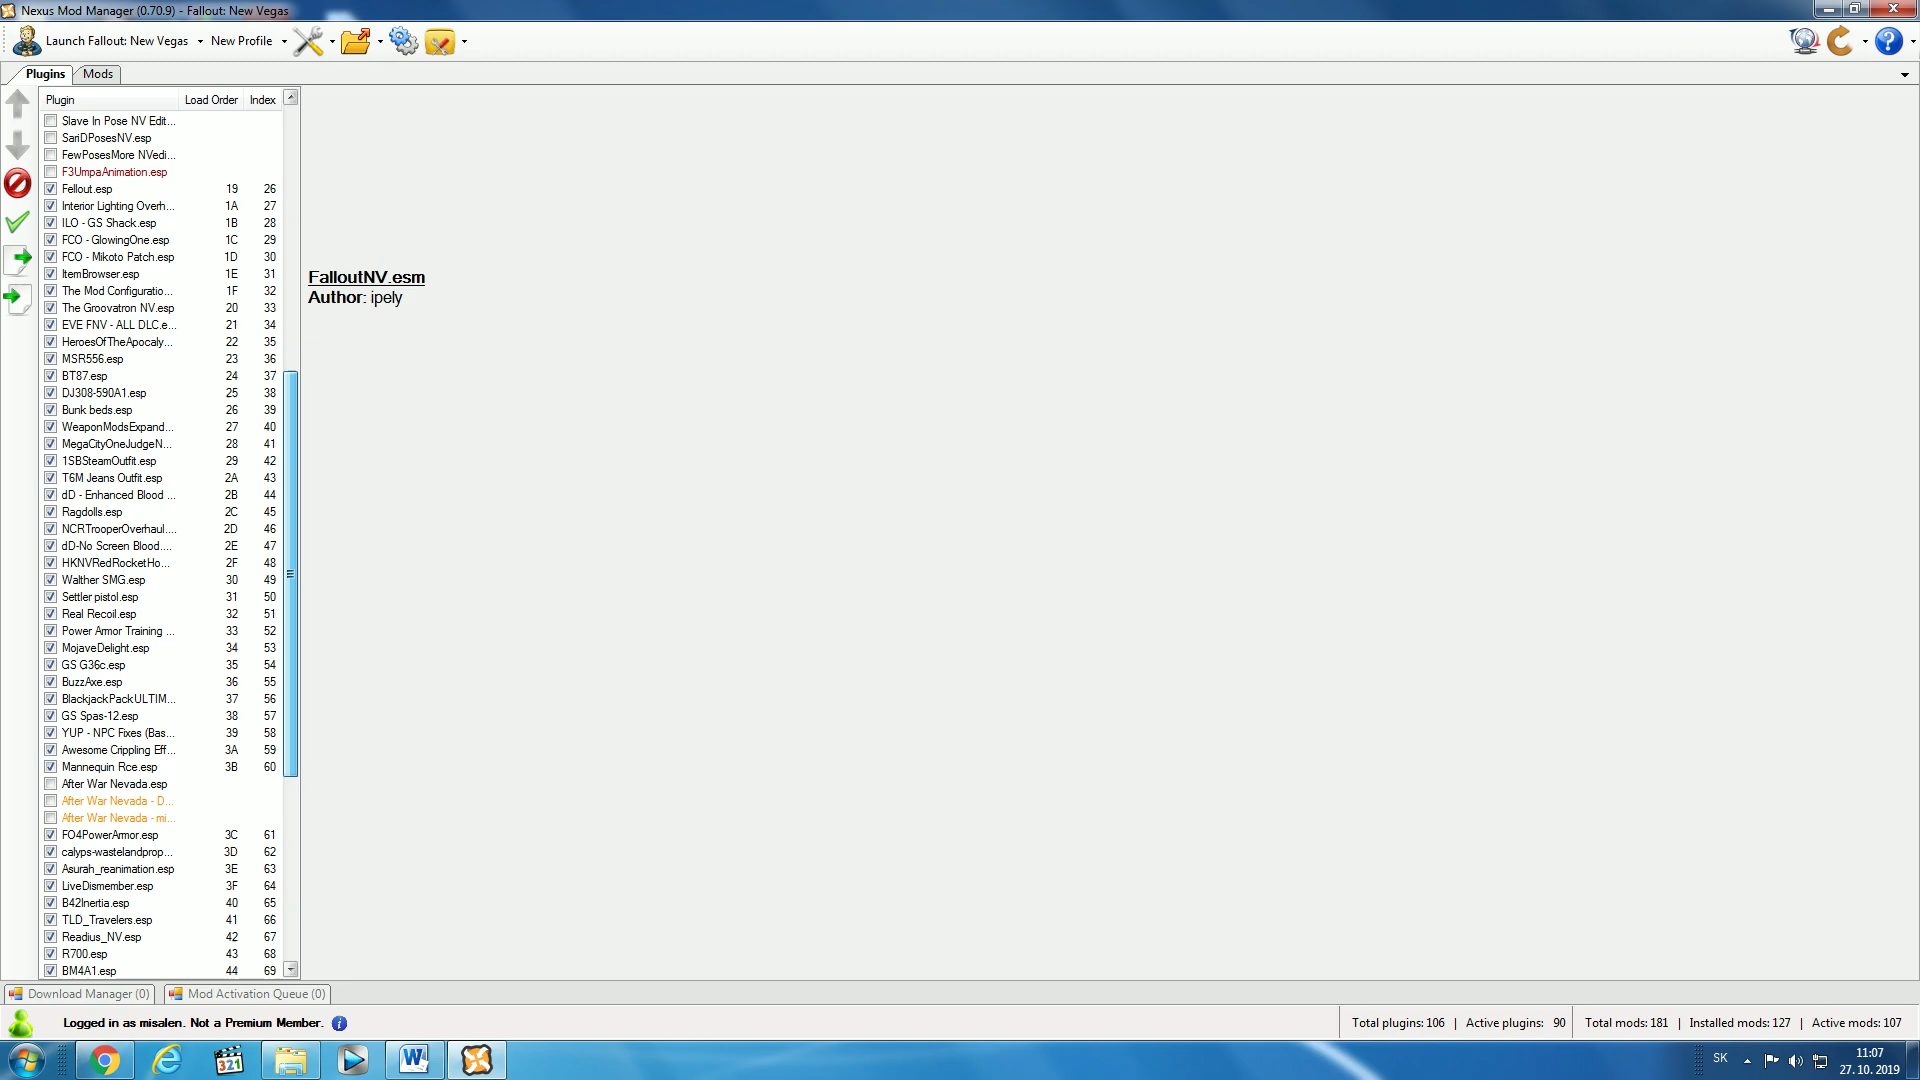 Nexus Mod Manager (0.70.9) - Fallout: New Vegas
Launch Fallout: New Vegas New Profile
Plugins Mods
Plugin Load Order Index
Slave In Pose NV Edit...
SariDPosesNV.esp
FewPosesMore NVedi...
F3UmpaAnimation.esp
Fellout.esp 19 26
Interior Lighting Overh... 1A 27
ILO - GS Shack.esp 1B 28
FCO - GlowingOne.esp 1C 29
FCO - Mikoto Patch.esp 1D 30
ItemBrowser.esp 1E 31
The Mod Configuratio... 1F 32
The Groovatron NV.esp 20 33
EVE FNV - ALL DLC.e... 21 34
HeroesOfTheApocaly... 22 35
MSR556.esp 23 36
BT87.esp 24 37
DJ308-590A1.esp 25 38
Bunk beds.esp 26 39
WeaponModsExpand... 27 40
MegaCityOneJudgeN... 28 41
1SBSteamOutfit.esp 29 42
T6M Jeans Outfit.esp 2A 43
dD - Enhanced Blood ... 2B 44
Ragdolls.esp 2C 45
NCRTrooperOverhaul.... 2D 46
dD-No Screen Blood.... 2E 47
HKNVRedRocketHo... 2F 48
Walther SMG.esp 30 49
Settler pistol.esp 31 50
Real Recoil.esp 32 51
Power Armor Training ... 33 52
MojaveDelight.esp 34 53
GS G36c.esp 35 54
BuzzAxe.esp 36 55
BlackjackPackULTIM... 37 56
GS Spas-12.esp 38 57
YUP - NPC Fixes (Bas... 39 58
Awesome Crippling Eff... 3A 59
Mannequin Rce.esp 3B 60
After War Nevada.esp
After War Nevada - D...
After War Nevada - mi...
FO4PowerArmor.esp 3C 61
calyps-wastelandprop... 3D 62
Asurah_reanimation.esp 3E 63
LiveDismember.esp 3F 64
B42Inertia.esp 40 65
TLD_Travelers.esp 41 66
Readius_NV.esp 42 67
R700.esp 43 68
BM4A1.esp 44 69
FalloutNV.esm
Author: ipely
Download Manager (0) Mod Activation Queue (0)
Logged in as misalen. Not a Premium Member. Total plugins: 106 | Active plugins: 90 Total mods: 181 | Installed mods: 127 | Active mods: 107
321
SK
11:07
27. 10. 2019